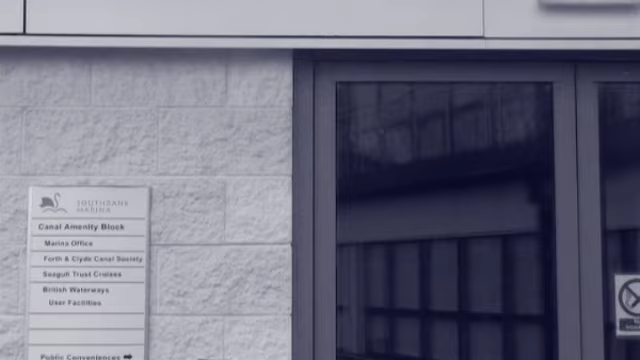 SOUTHBANK
MARINA
Canal Amenity Block
Marina Office
Forth & Clyde Canal Society
Seagull Trust Cruises
British Waterways
User Facilities
Public Conveniences